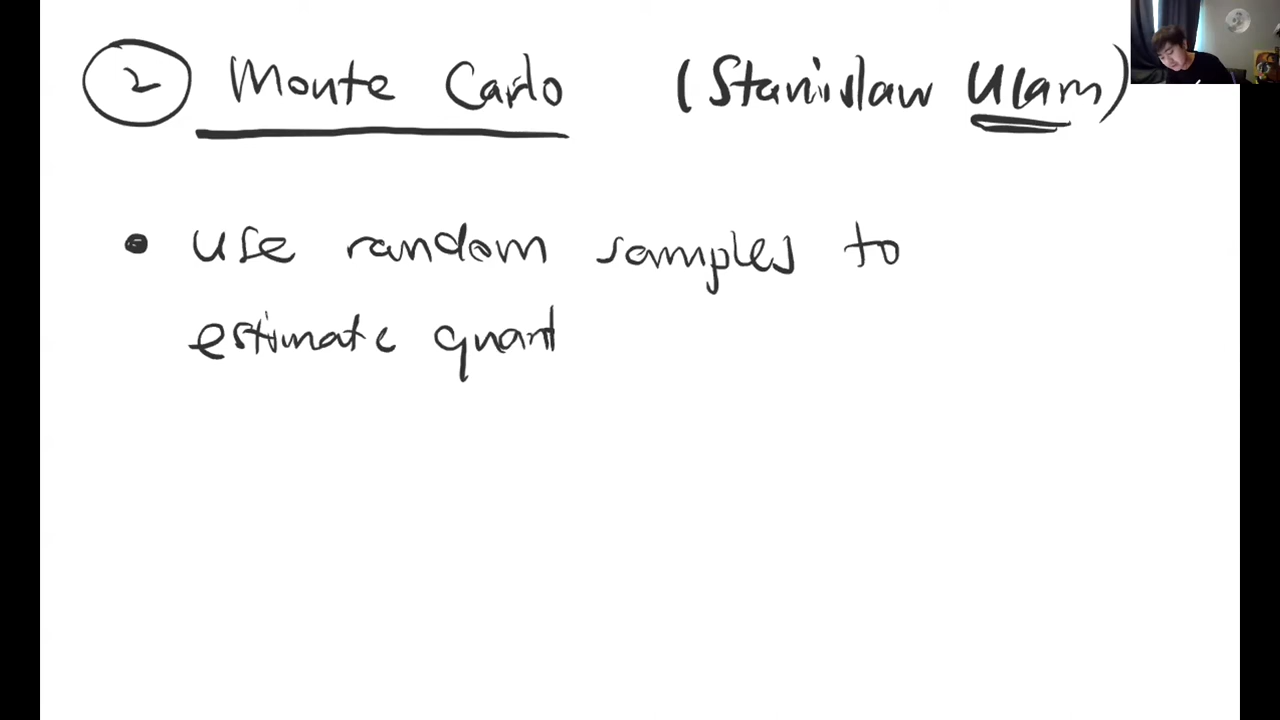 2 Monte Carlo (Stanislaw Ulam)
• use random samples to
estimate quant